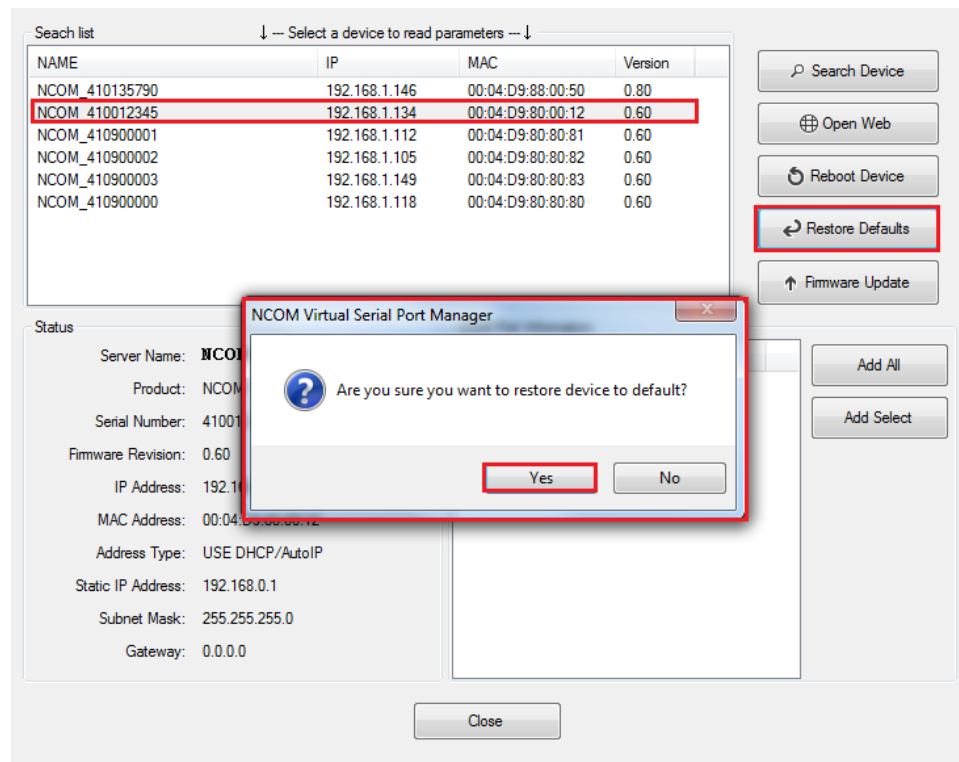 Seach list
↓ --- Select a device to read parameters --- ↓
NAME IP MAC Version
NCOM_410135790 192.168.1.146 00:04:D9:88:00:50 0.80
NCOM_410012345 192.168.1.134 00:04:D9:80:00:12 0.60
NCOM_410900001 192.168.1.112 00:04:D9:80:80:81 0.60
NCOM_410900002 192.168.1.105 00:04:D9:80:80:82 0.60
NCOM_410900003 192.168.1.149 00:04:D9:80:80:83 0.60
NCOM_410900000 192.168.1.118 00:04:D9:80:80:80 0.60
Search Device
Open Web
Reboot Device
Restore Defaults
Firmware Update
NCOM Virtual Serial Port Manager
Are you sure you want to restore device to default?
Yes No
Status
Server Name:
Product: NCOM
Serial Number:
Firmware Revision: 0.60
IP Address:
MAC Address:
Address Type: USE DHCP/AutoIP
Static IP Address: 192.168.0.1
Subnet Mask: 255.255.255.0
Gateway: 0.0.0.0
Add All
Add Select
Close